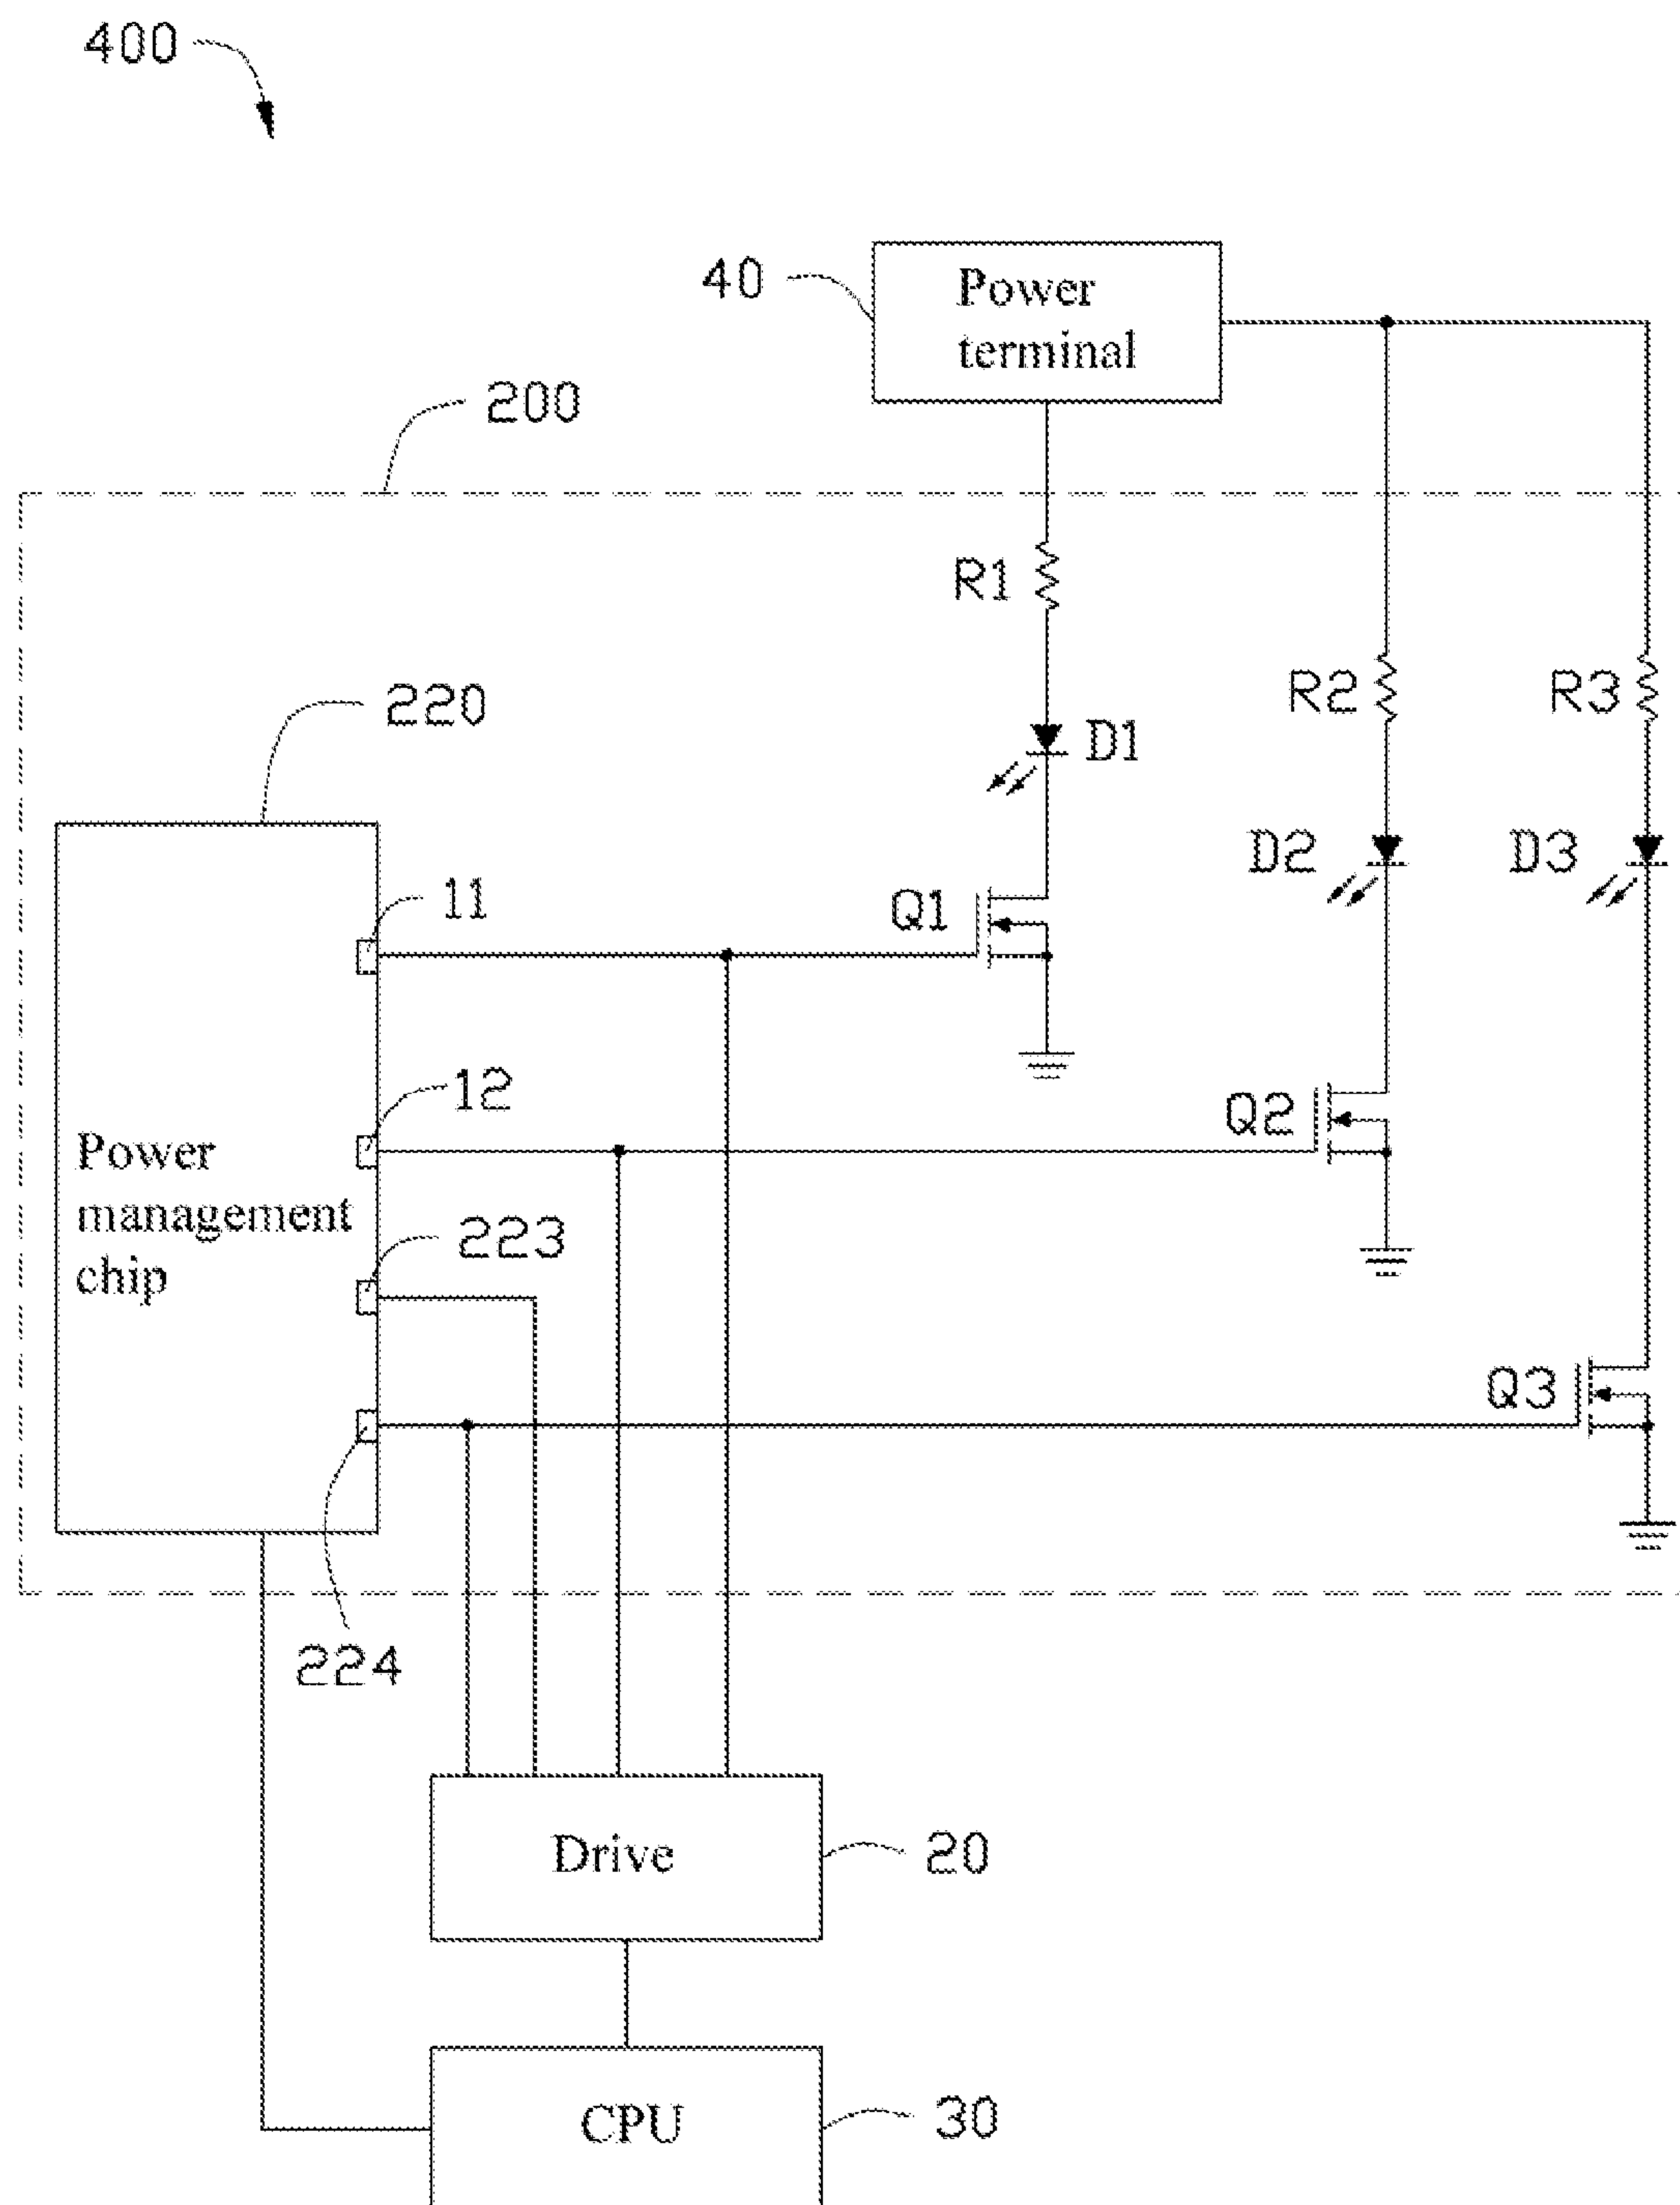 400
40
Power
terminal
200
R1
R2
R3
220
D1
D2
D3
11
Q1
12
Q2
Power
management
chip
223
Q3
224
Drive
20
CPU
30